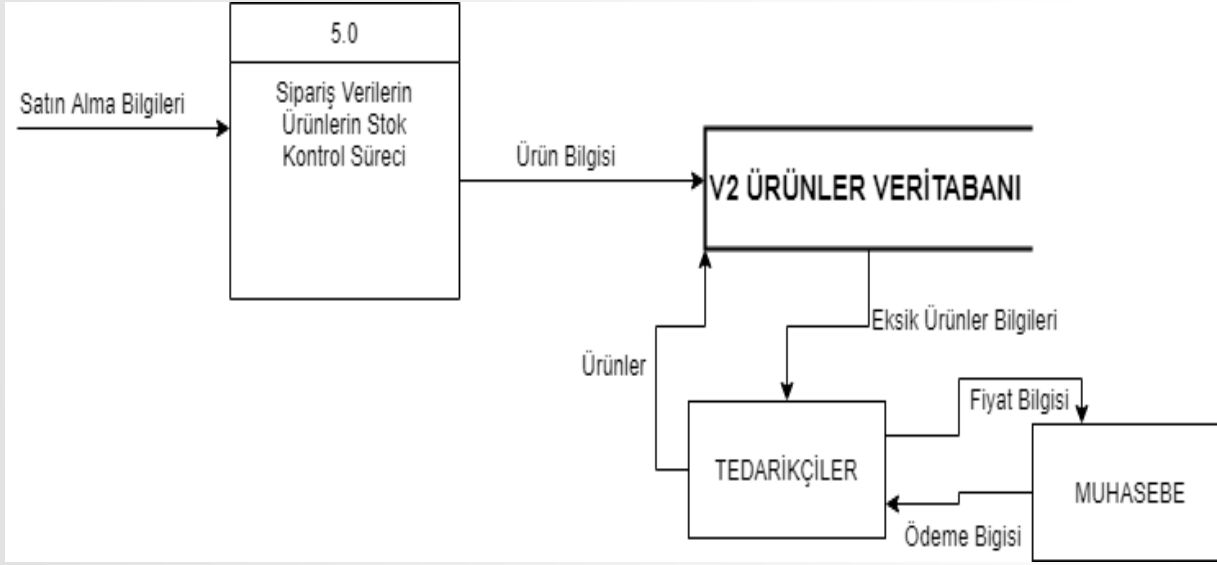 5.0
Satın Alma Bilgileri
Sipariş Verilerin
Ürünlerin Stok
Kontrol Süreci
Ürün Bilgisi
V2 ÜRÜNLER VERİTABANI
Eksik Ürünler Bilgileri
Ürünler
Fiyat Bilgisi
TEDARİKÇİLER
MUHASEBE
Ödeme Bigisi